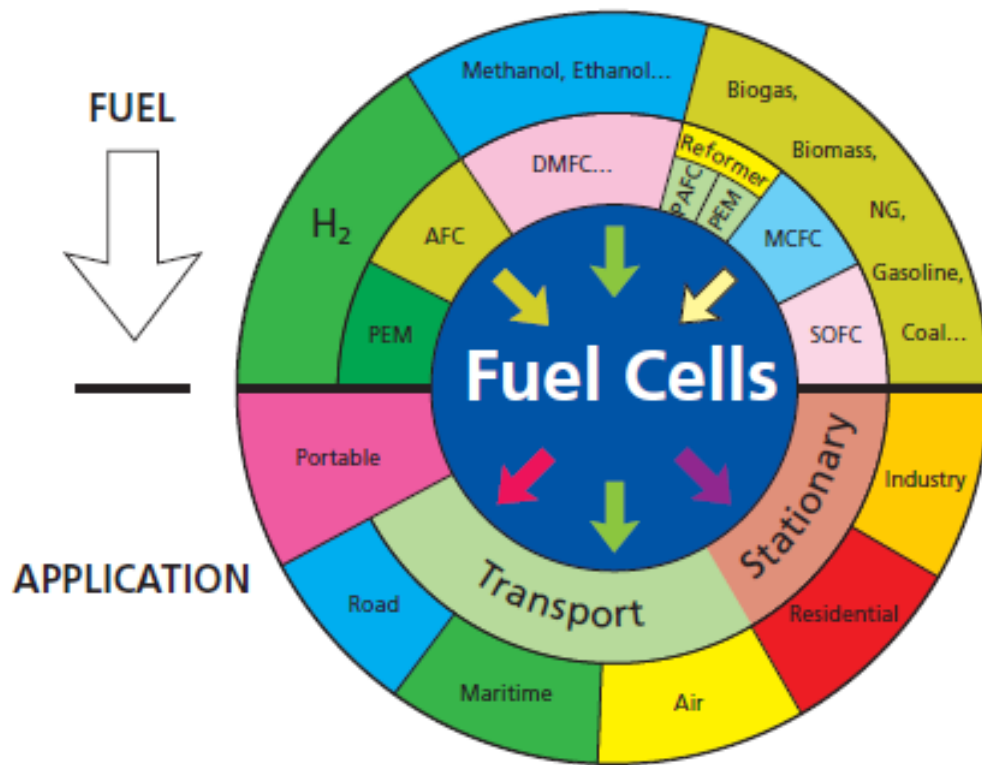 FUEL
Methanol, Ethanol...
Biogas,
Biomass,
NG,
Gasoline,
Coal...
H₂
DMFC...
Reformer
PAFC
PEM
AFC
MCFC
PEM
SOFC
Fuel Cells
APPLICATION
Portable
Transport
Stationary
Road
Maritime
Air
Residential
Industry